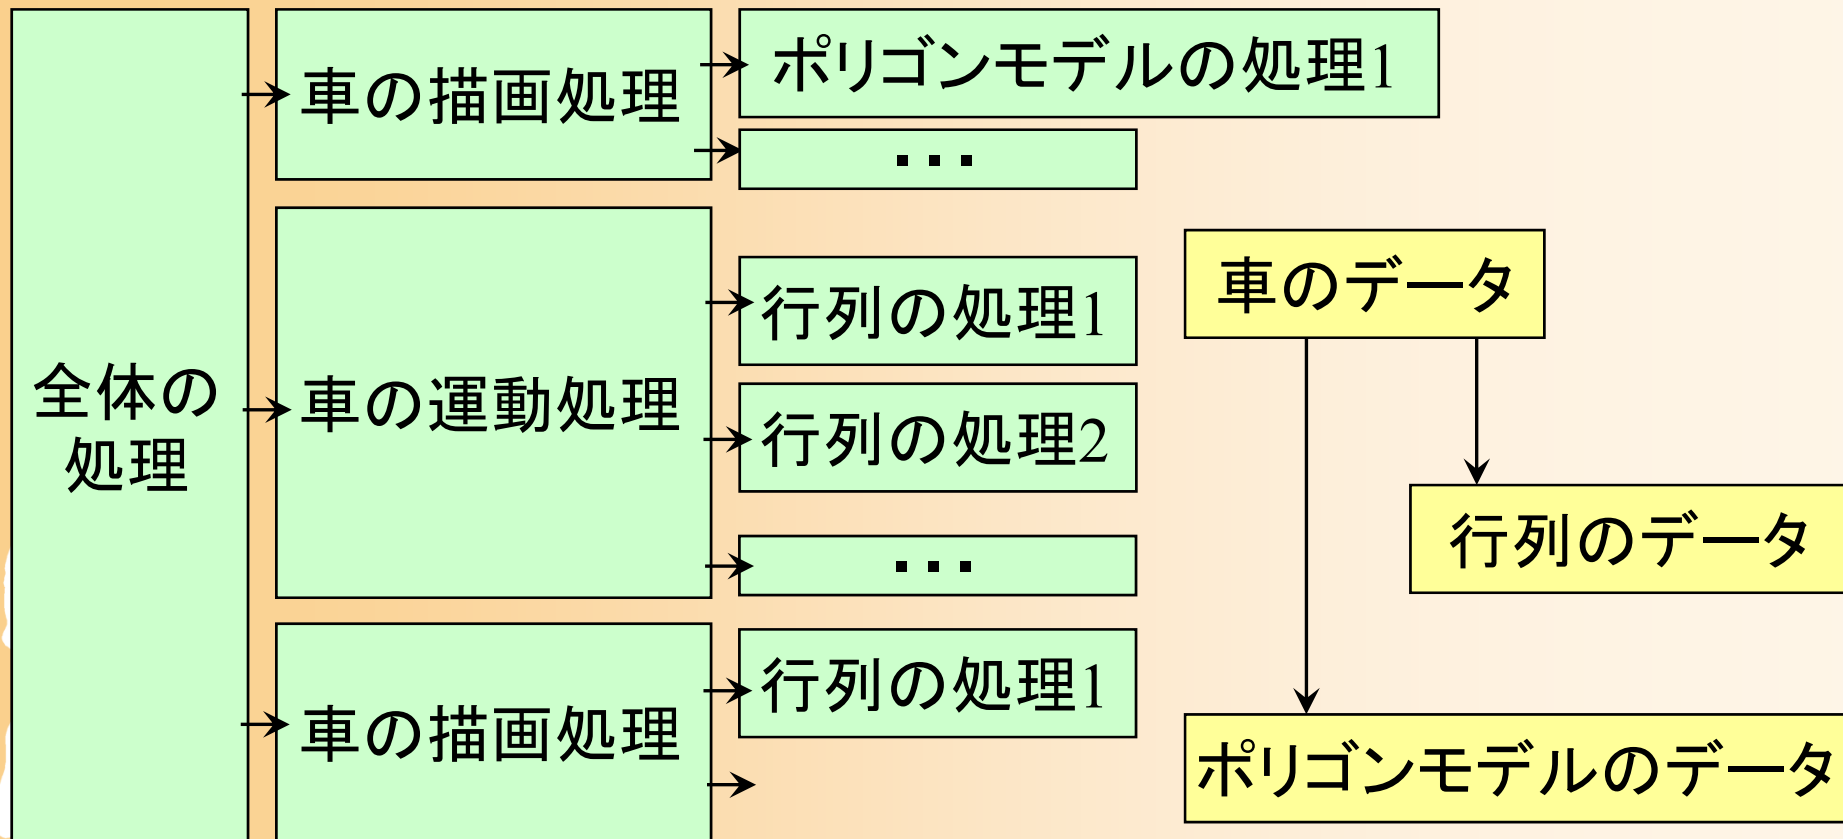 車の描画処理
ポリゴンモデルの処理1
・・・
全体の
処理
車の運動処理
行列の処理1
行列の処理2
・・・
車の描画処理
行列の処理1
車のデータ
行列のデータ
ポリゴンモデルのデータ